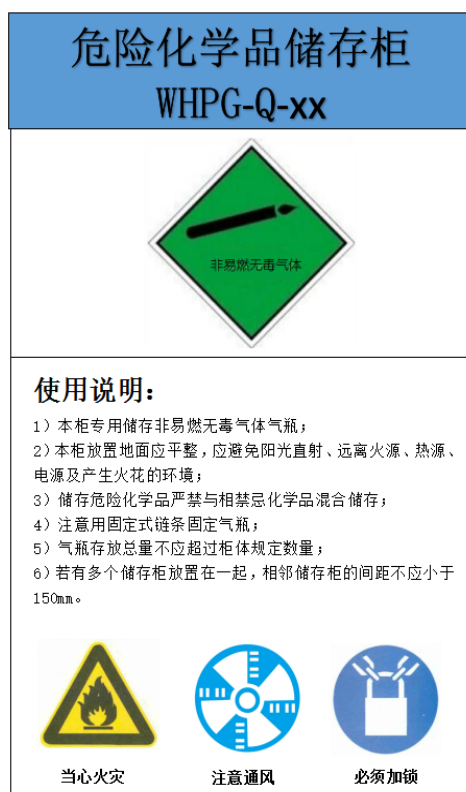 危险化学品储存柜
WHPG-Q-xx
非易燃无毒气体
使用说明：
1）本柜专用储存非易燃无毒气体气瓶；
2）本柜放置地面应平整，应避免阳光直射、远离火源、热源、
电源及产生火花的环境；
3）储存危险化学品严禁与相禁忌化学品混合储存；
4）注意用固定式链条固定气瓶；
5）气瓶存放总量不应超过柜体规定数量；
6）若有多个储存柜放置在一起，相邻储存柜的间距不应小于
150mm。
当心火灾
注意通风
必须加锁